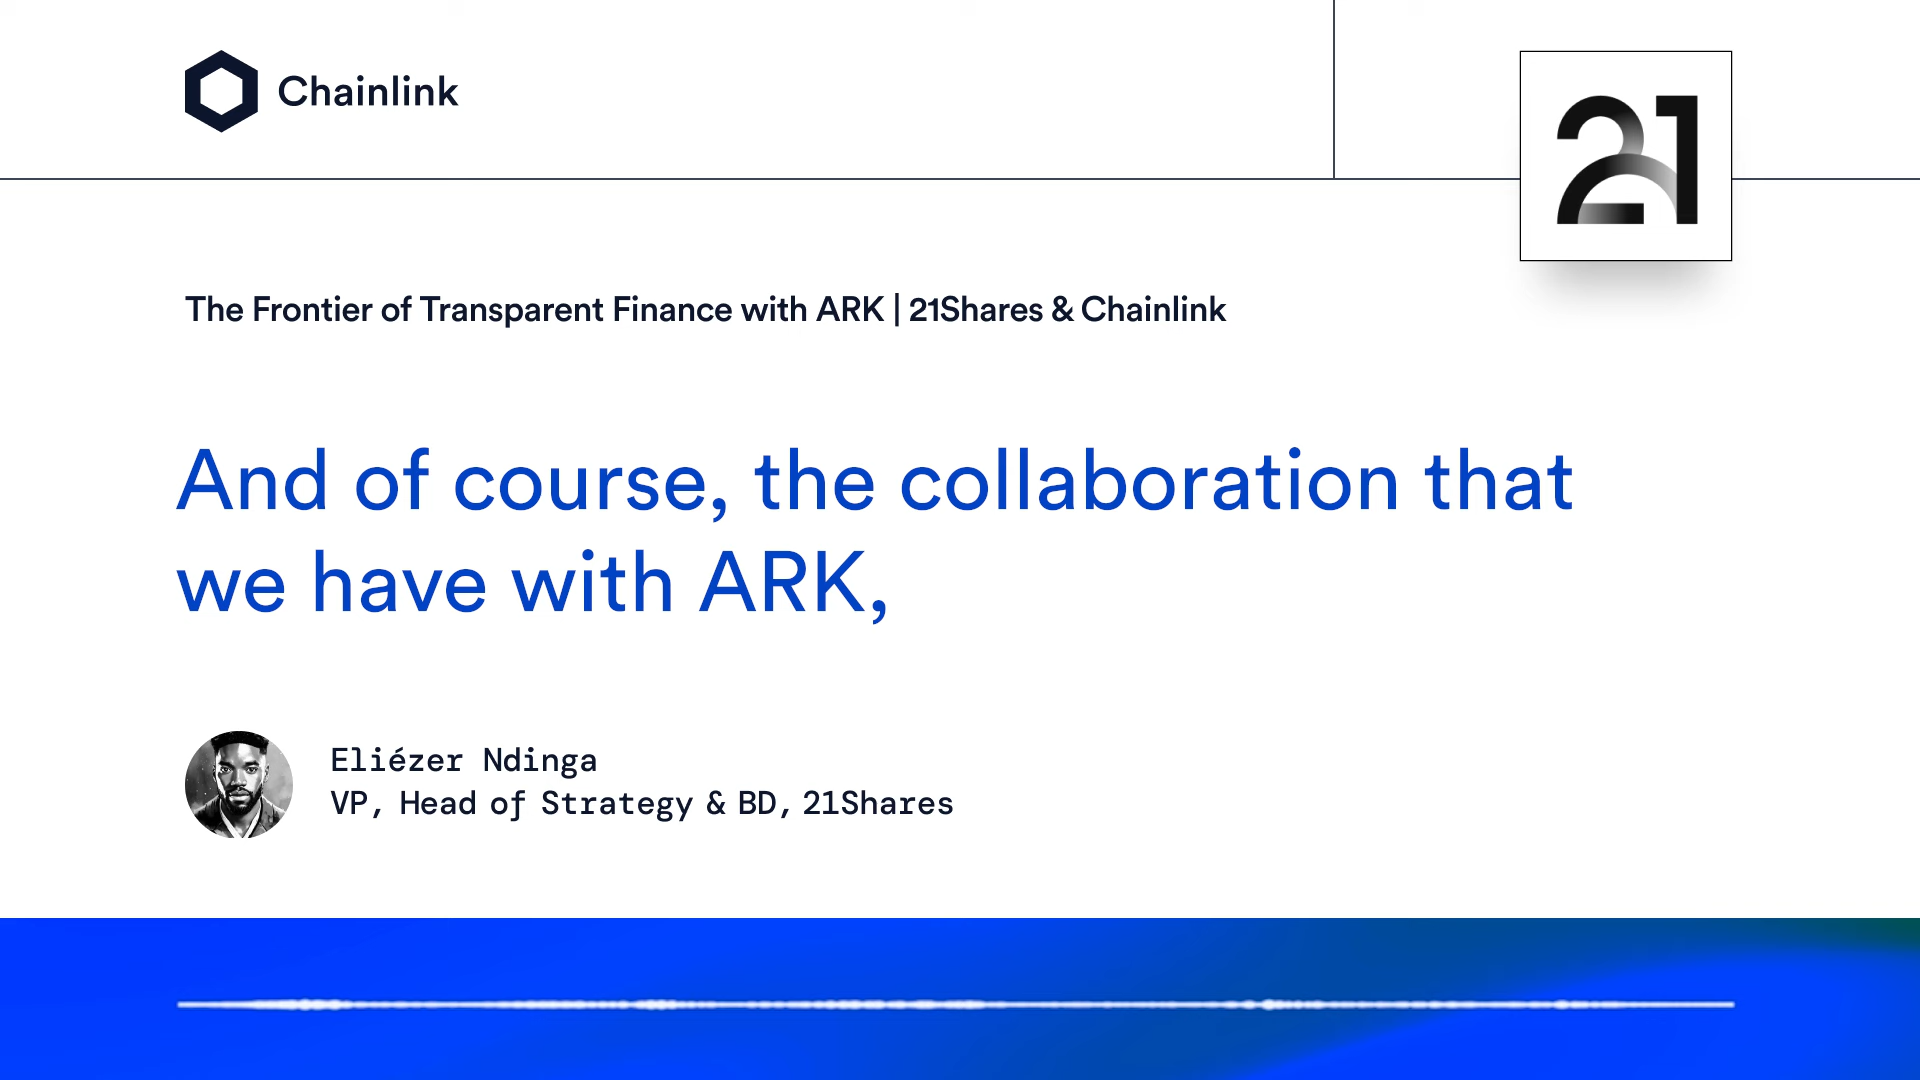 Chainlink
21
The Frontier of Transparent Finance with ARK | 21Shares & Chainlink
And of course, the collaboration that
we have with ARK,
Eliézer Ndinga
VP, Head of Strategy & BD, 21Shares